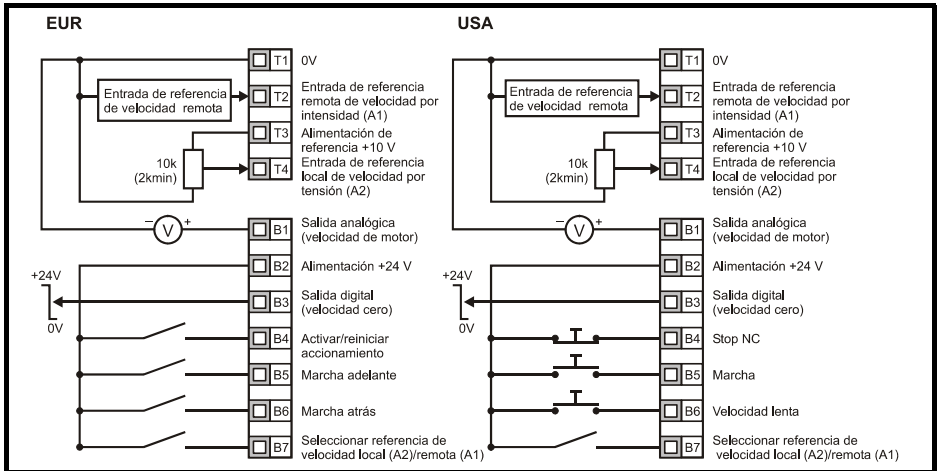 EUR
T1 0V
Entrada de referencia
de velocidad remota
T2 Entrada de referencia
remota de velocidad por
intensidad (A1)
T3 Alimentación de
referencia +10 V
10k
(2kmin)
T4 Entrada de referencia
local de velocidad por
tensión (A2)
− V +
B1 Salida analógica
(velocidad de motor)
B2 Alimentación +24 V
+24V
0V
B3 Salida digital
(velocidad cero)
B4 Activar/reiniciar
accionamiento
B5 Marcha adelante
B6 Marcha atrás
B7 Seleccionar referencia de
velocidad local (A2)/remota (A1)
USA
T1 0V
Entrada de referencia
de velocidad remota
T2 Entrada de referencia
remota de velocidad por
intensidad (A1)
T3 Alimentación de
referencia +10 V
10k
(2kmin)
T4 Entrada de referencia
local de velocidad por
tensión (A2)
− V +
B1 Salida analógica
(velocidad de motor)
B2 Alimentación +24 V
+24V
0V
B3 Salida digital
(velocidad cero)
B4 Stop NC
B5 Marcha
B6 Velocidad lenta
B7 Seleccionar referencia de
velocidad local (A2)/remota (A1)